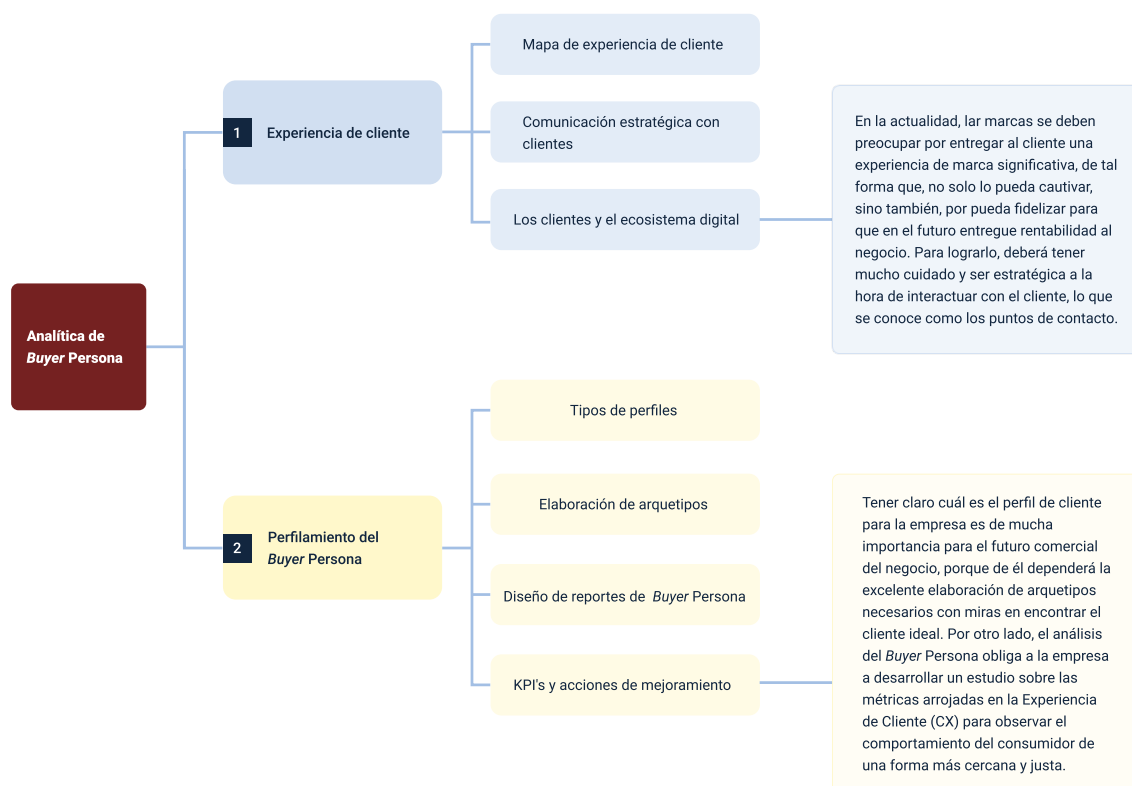 Analítica de
Buyer Persona
1
Experiencia de cliente
Mapa de experiencia de cliente
Comunicación estratégica con
clientes
Los clientes y el ecosistema digital
En la actualidad, lar marcas se deben
preocupar por entregar al cliente una
experiencia de marca significativa, de tal
forma que, no solo lo pueda cautivar,
sino también, por pueda fidelizar para
que en el futuro entregue rentabilidad al
negocio. Para lograrlo, deberá tener
mucho cuidado y ser estratégica a la
hora de interactuar con el cliente, lo que
se conoce como los puntos de contacto.
2
Perfilamiento del
Buyer Persona
Tipos de perfiles
Elaboración de arquetipos
Diseño de reportes de Buyer Persona
KPI's y acciones de mejoramiento
Tener claro cuál es el perfil de cliente
para la empresa es de mucha
importancia para el futuro comercial
del negocio, porque de él dependerá la
excelente elaboración de arquetipos
necesarios con miras en encontrar el
cliente ideal. Por otro lado, el análisis
del Buyer Persona obliga a la empresa
a desarrollar un estudio sobre las
métricas arrojadas en la Experiencia
de Cliente (CX) para observar el
comportamiento del consumidor de
una forma más cercana y justa.